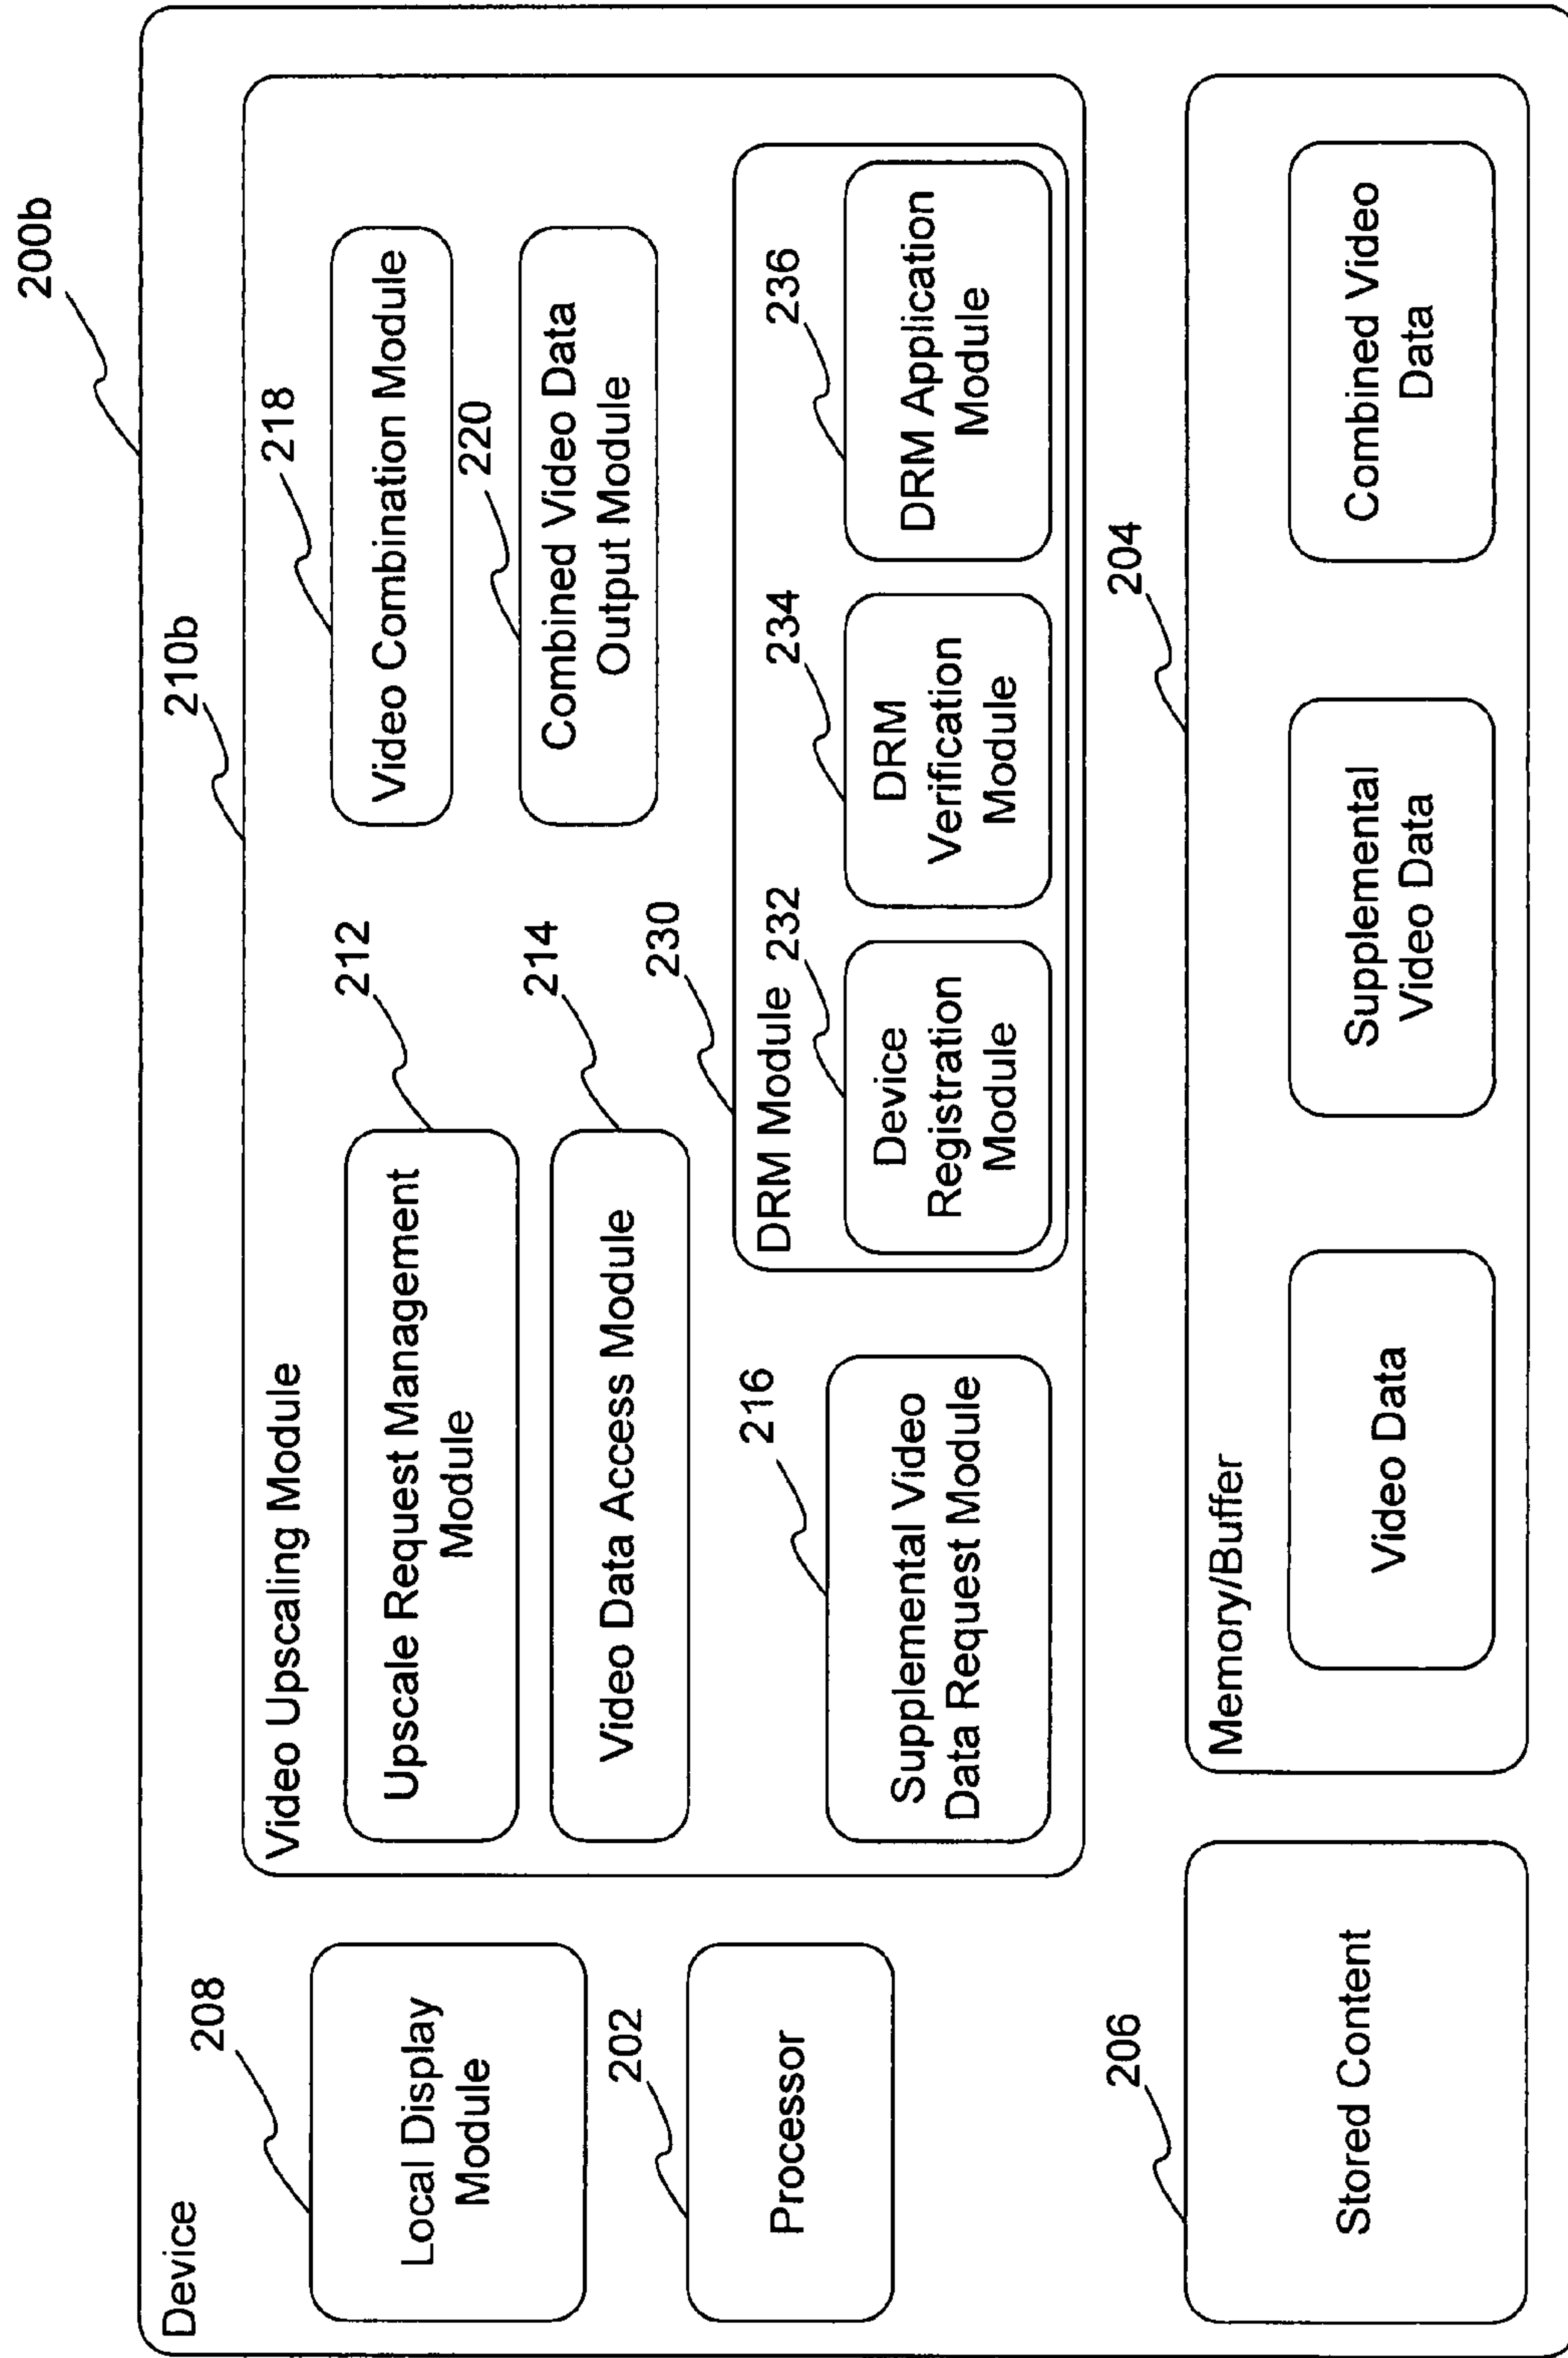 200b
Device
210b
Video Upscaling Module
208
Local Display
Module
212
Upscale Request Management
Module
218
Video Combination Module
214
Video Data Access Module
220
Combined Video Data
Output Module
202
Processor
216
Supplemental Video
Data Request Module
230
DRM Module
232
Device
Registration
Module
234
DRM
Verification
Module
236
DRM Application
Module
206
Stored Content
204
Memory/Buffer
Video Data
Supplemental
Video Data
Combined Video
Data